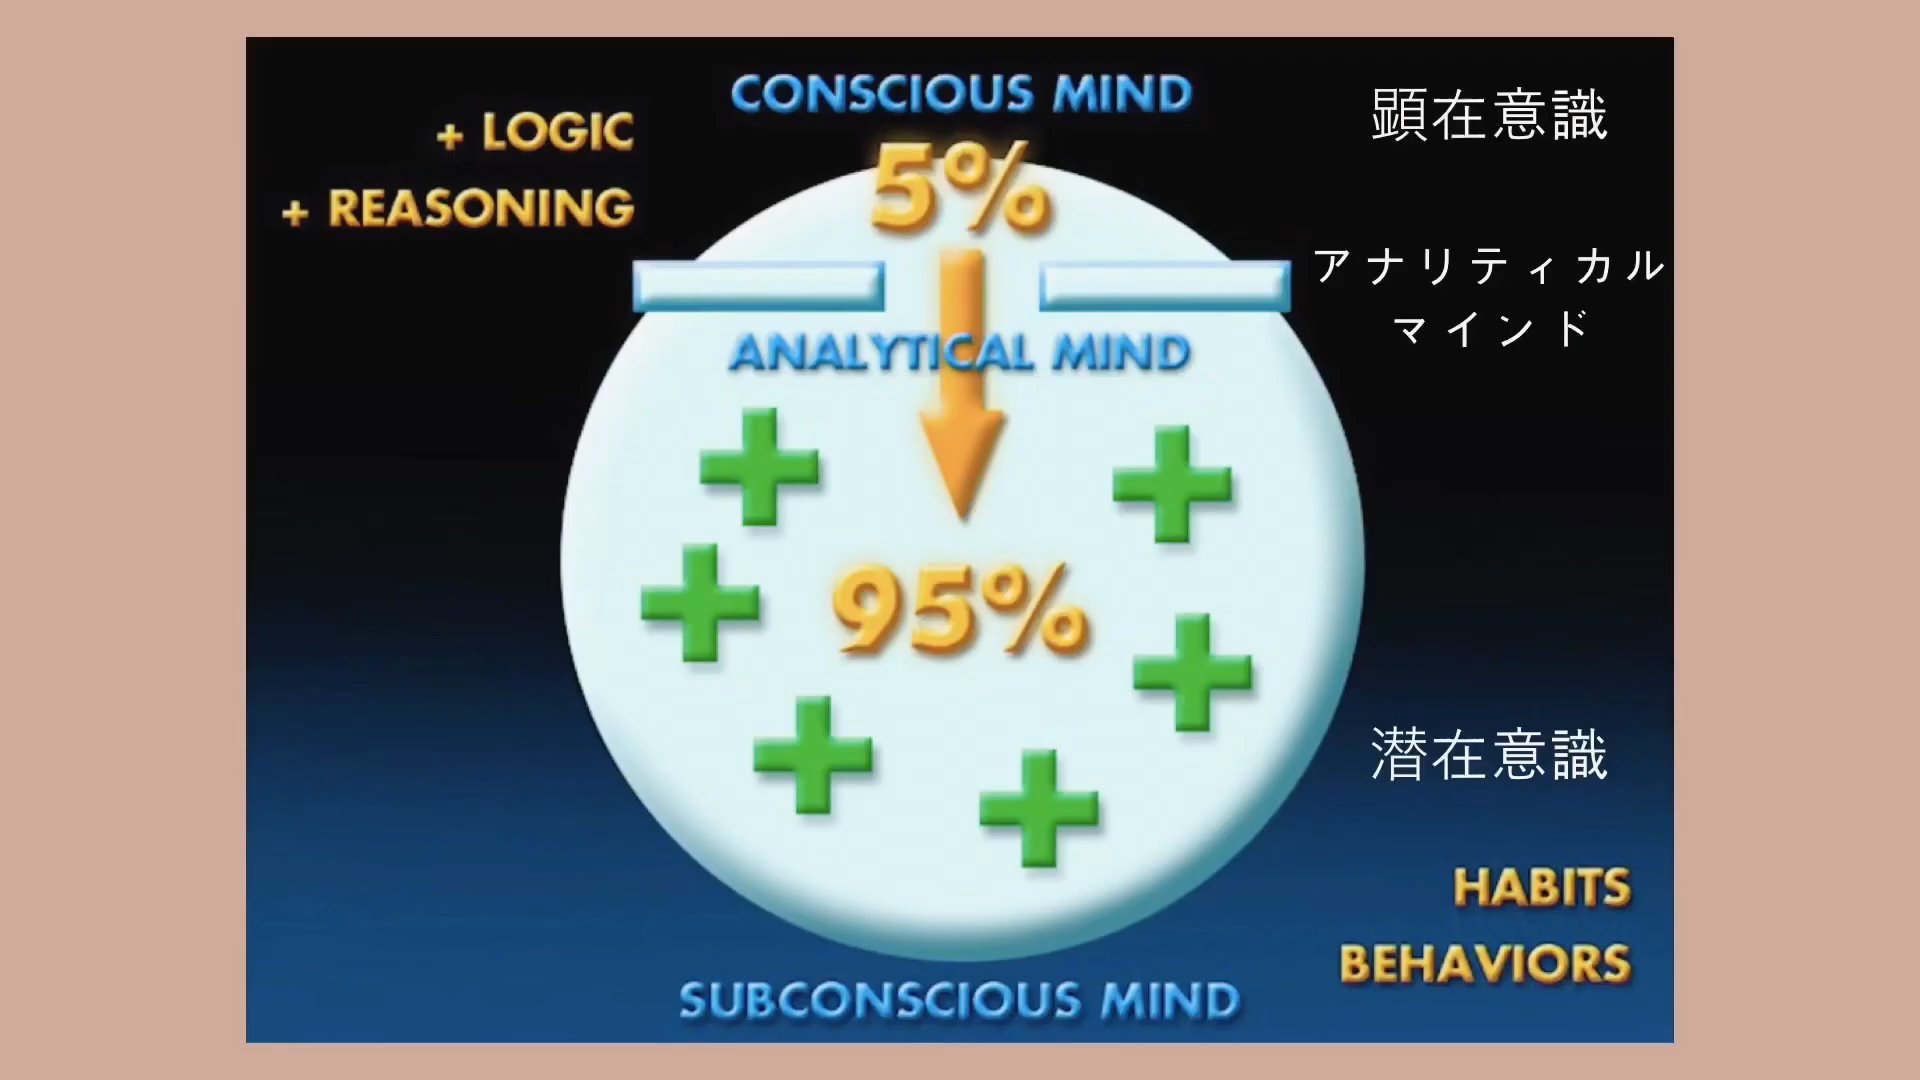 CONSCIOUS MIND
顕在意識
+ LOGIC
+ REASONING
5%
アナリティカル
マインド
ANALYTICAL MIND
95%
潜在意識
HABITS
BEHAVIORS
SUBCONSCIOUS MIND